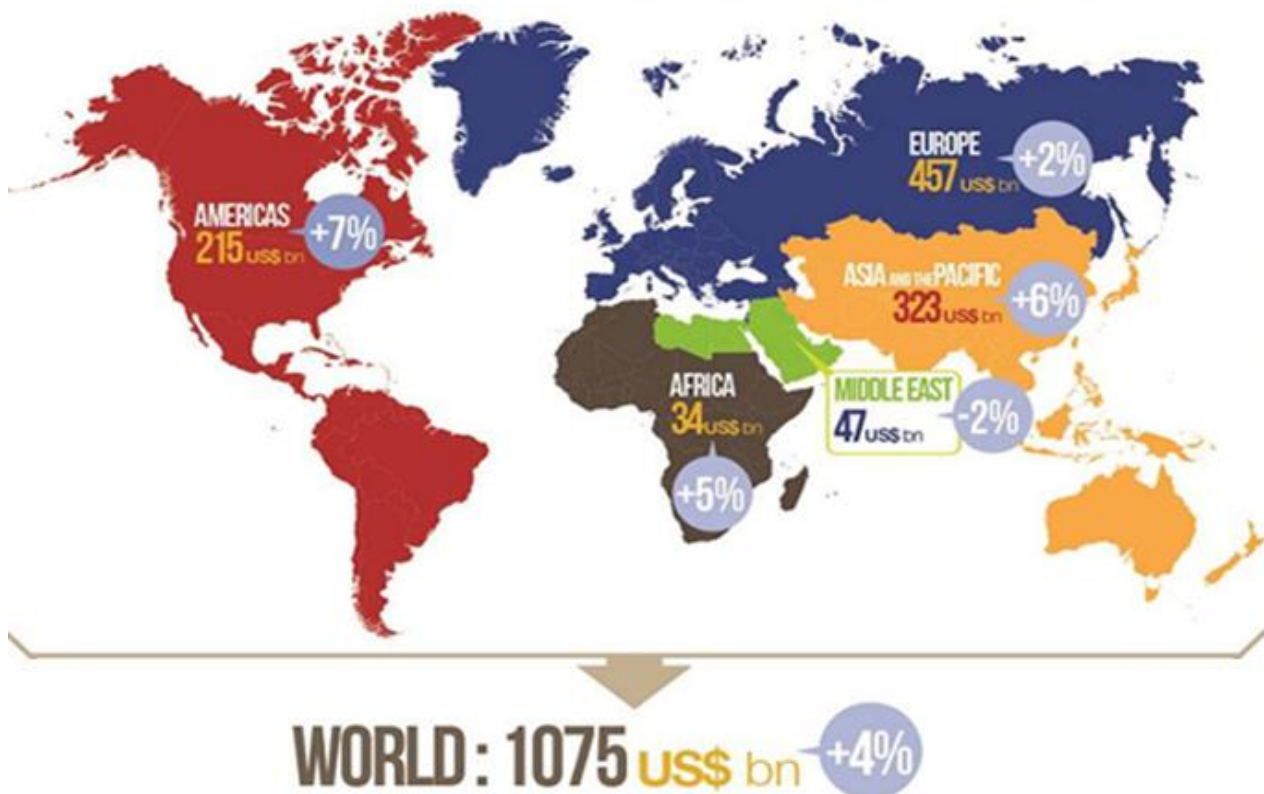 EUROPE
457 US$ bn
+2%
AMERICAS
215 US$ bn
+7%
ASIA AND THE PACIFIC
323 US$ bn
+6%
AFRICA
34 US$ bn
+5%
MIDDLE EAST
47 US$ bn
-2%
WORLD : 1075 US$ bn +4%